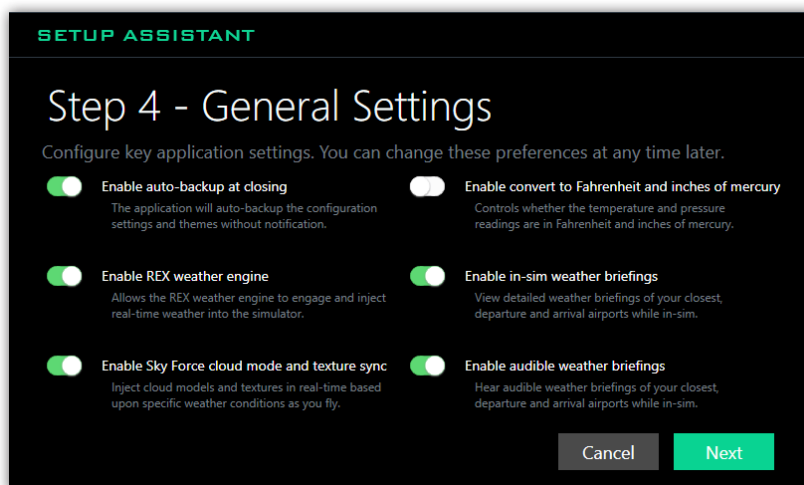 SETUP ASSISTANT
Step 4 - General Settings
Configure key application settings. You can change these preferences at any time later.
Enable auto-backup at closing
The application will auto-backup the configuration
settings and themes without notification.
Enable convert to Fahrenheit and inches of mercury
Controls whether the temperature and pressure
readings are in Fahrenheit and inches of mercury.
Enable REX weather engine
Allows the REX weather engine to engage and inject
real-time weather into the simulator.
Enable in-sim weather briefings
View detailed weather briefings of your closest,
departure and arrival airports while in-sim.
Enable Sky Force cloud mode and texture sync
Inject cloud models and textures in real-time based
upon specific weather conditions as you fly.
Enable audible weather briefings
Hear audible weather briefings of your closest,
departure and arrival airports while in-sim.
Cancel
Next